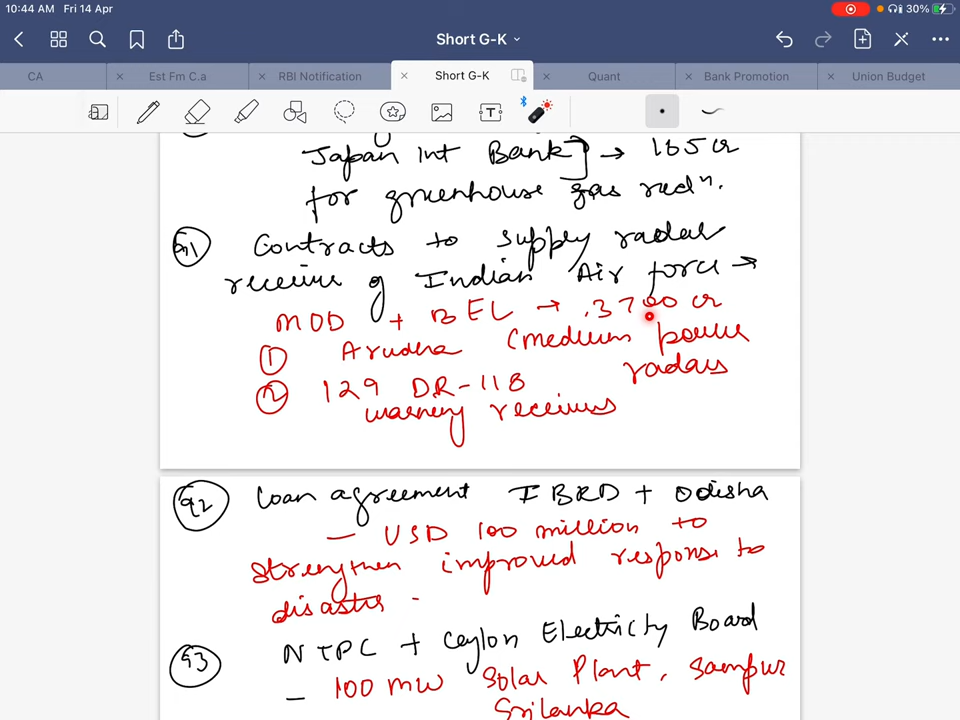 10:44 AM Fri 14 Apr
30%
Short G-K
CA
Est Fm C.a
RBI Notification
Short G-K
Quant
Bank Promotion
Union Budget
Japan Int Bank] → 165 cr
for greenhouse gas redⁿ.
91 Contracts to supply radar
receive of Indian Air force →
MOD + BEL → 3700 cr
① Arudhra (medium power
radars
② 129 DR-118
warning receivers
92 Loan agreement IBRD + Odisha
— USD 100 million to
strengthen improved response to
disaster.
93 NTPC + Ceylon Electricity Board
— 100 MW Solar Plant, Sampur
Srilanka